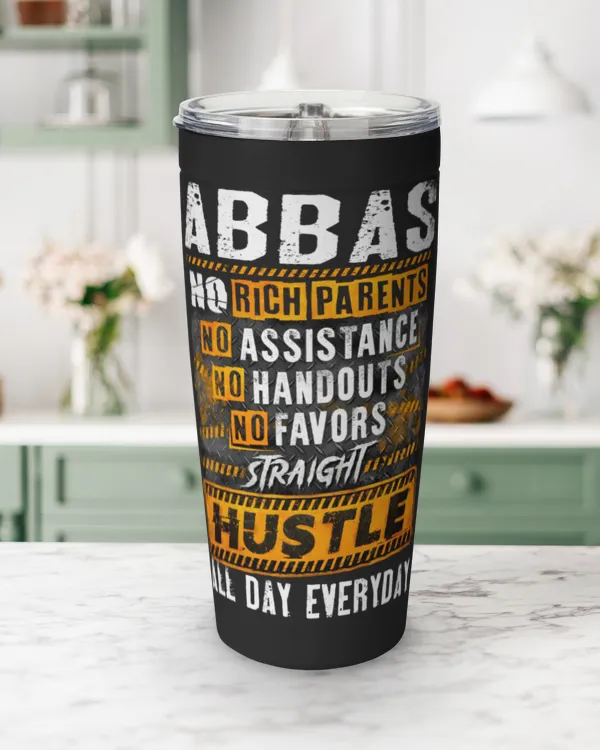 ABBAS
NO RICH PARENTS
NO ASSISTANCE
NO HANDOUTS
NO FAVORS
STRAIGHT
HUSTLE
ALL DAY EVERYDAY